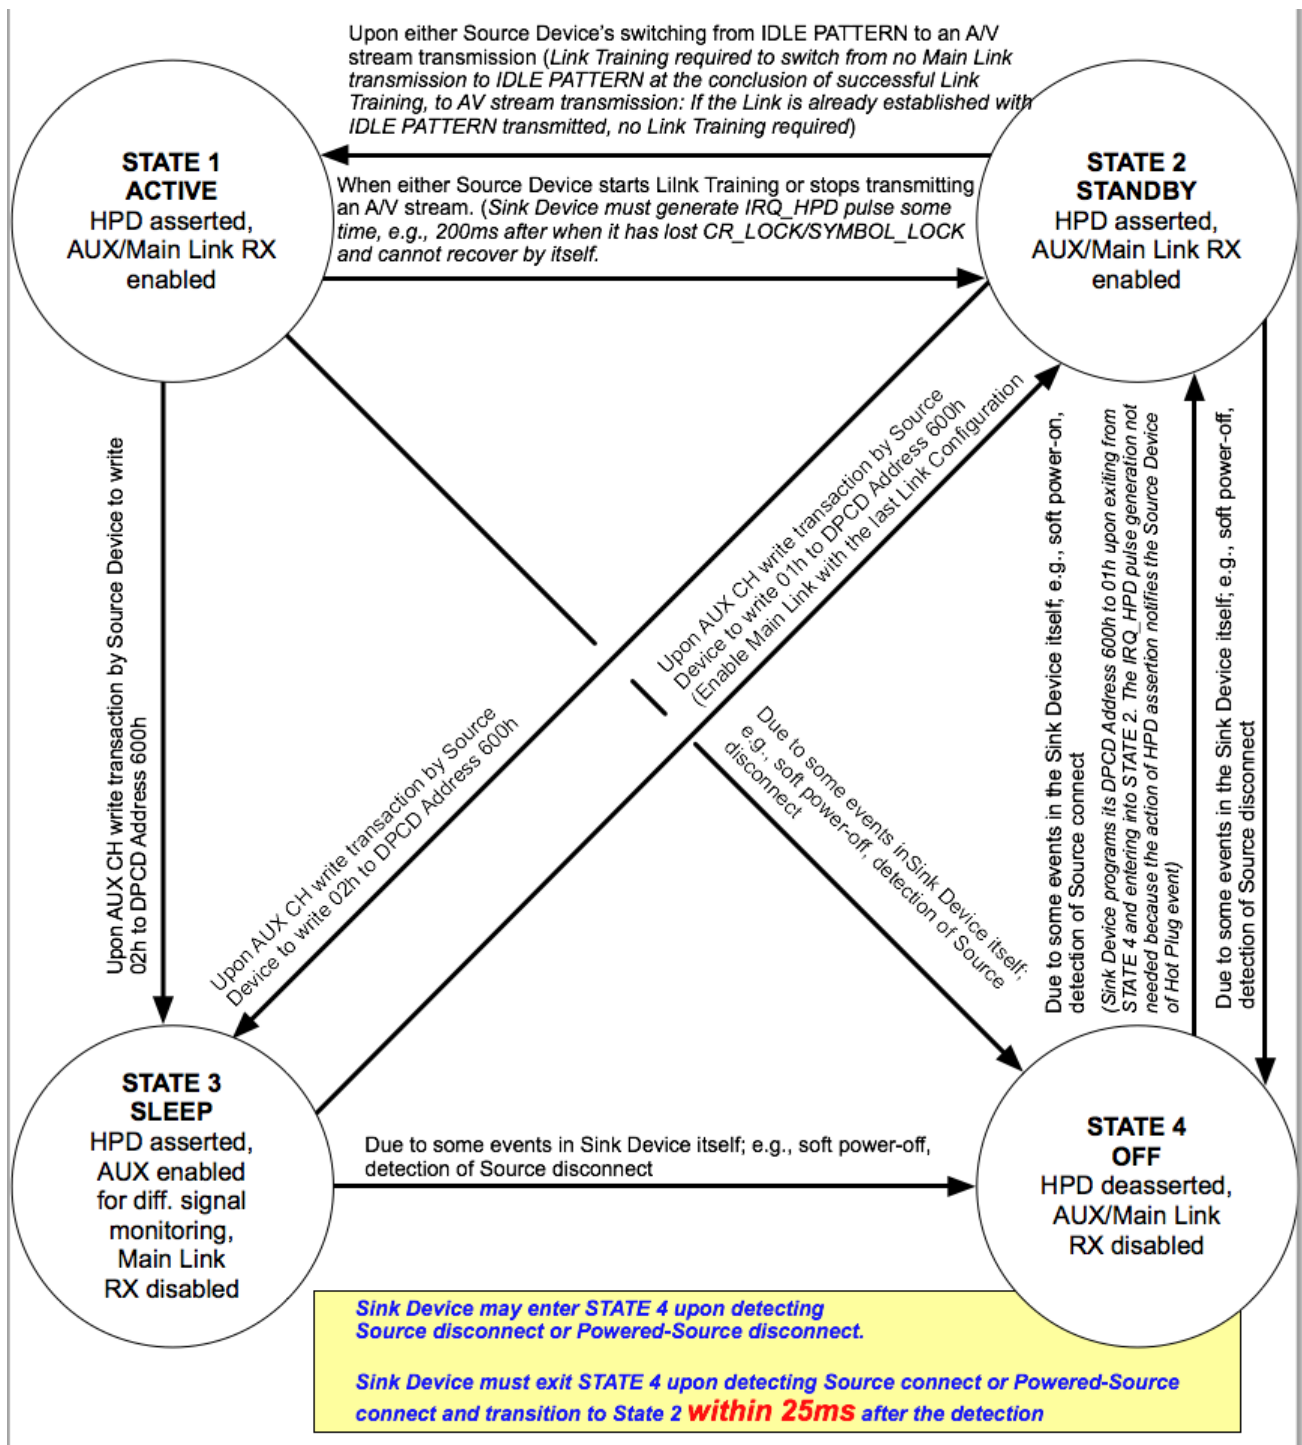 Upon either Source Device's switching from IDLE PATTERN to an A/V
stream transmission (Link Training required to switch from no Main Link
transmission to IDLE PATTERN at the conclusion of successful Link
Training, to AV stream transmission: If the Link is already established with
IDLE PATTERN transmitted, no Link Training required)
STATE 1
ACTIVE
HPD asserted,
AUX/Main Link RX
enabled
STATE 2
STANDBY
HPD asserted,
AUX/Main Link RX
enabled
When either Source Device starts Lilnk Training or stops transmitting
an A/V stream. (Sink Device must generate IRQ_HPD pulse some
time, e.g., 200ms after when it has lost CR_LOCK/SYMBOL_LOCK
and cannot recover by itself.
Upon AUX CH write transaction by Source Device to write
02h to DPCD Address 600h
Upon AUX CH write transaction by Source
Device to write 02h to DPCD Address 600h
Upon AUX CH write transaction by Source
Device to write 01h to DPCD Address 600h
(Enable Main Link with the last Link Configuration
Due to some events inSink Device itself;
e.g., soft power-off, detection of Source
disconnect
Due to some events in the Sink Device itself; e.g., soft power-on,
detection of Source connect
(Sink Device programs its DPCD Address 600h to 01h upon exiting from
STATE 4 and entering into STATE 2. The IRQ_HPD pulse generation not
needed because the action of HPD assertion notifies the Source Device
of Hot Plug event)
Due to some events in the Sink Device itself; e.g., soft power-off,
detection of Source disconnect
STATE 3
SLEEP
HPD asserted,
AUX enabled
for diff. signal
monitoring,
Main Link
RX disabled
Due to some events in Sink Device itself; e.g., soft power-off,
detection of Source disconnect
STATE 4
OFF
HPD deasserted,
AUX/Main Link
RX disabled
Sink Device may enter STATE 4 upon detecting
Source disconnect or Powered-Source disconnect.
Sink Device must exit STATE 4 upon detecting Source connect or Powered-Source
connect and transition to State 2 within 25ms after the detection